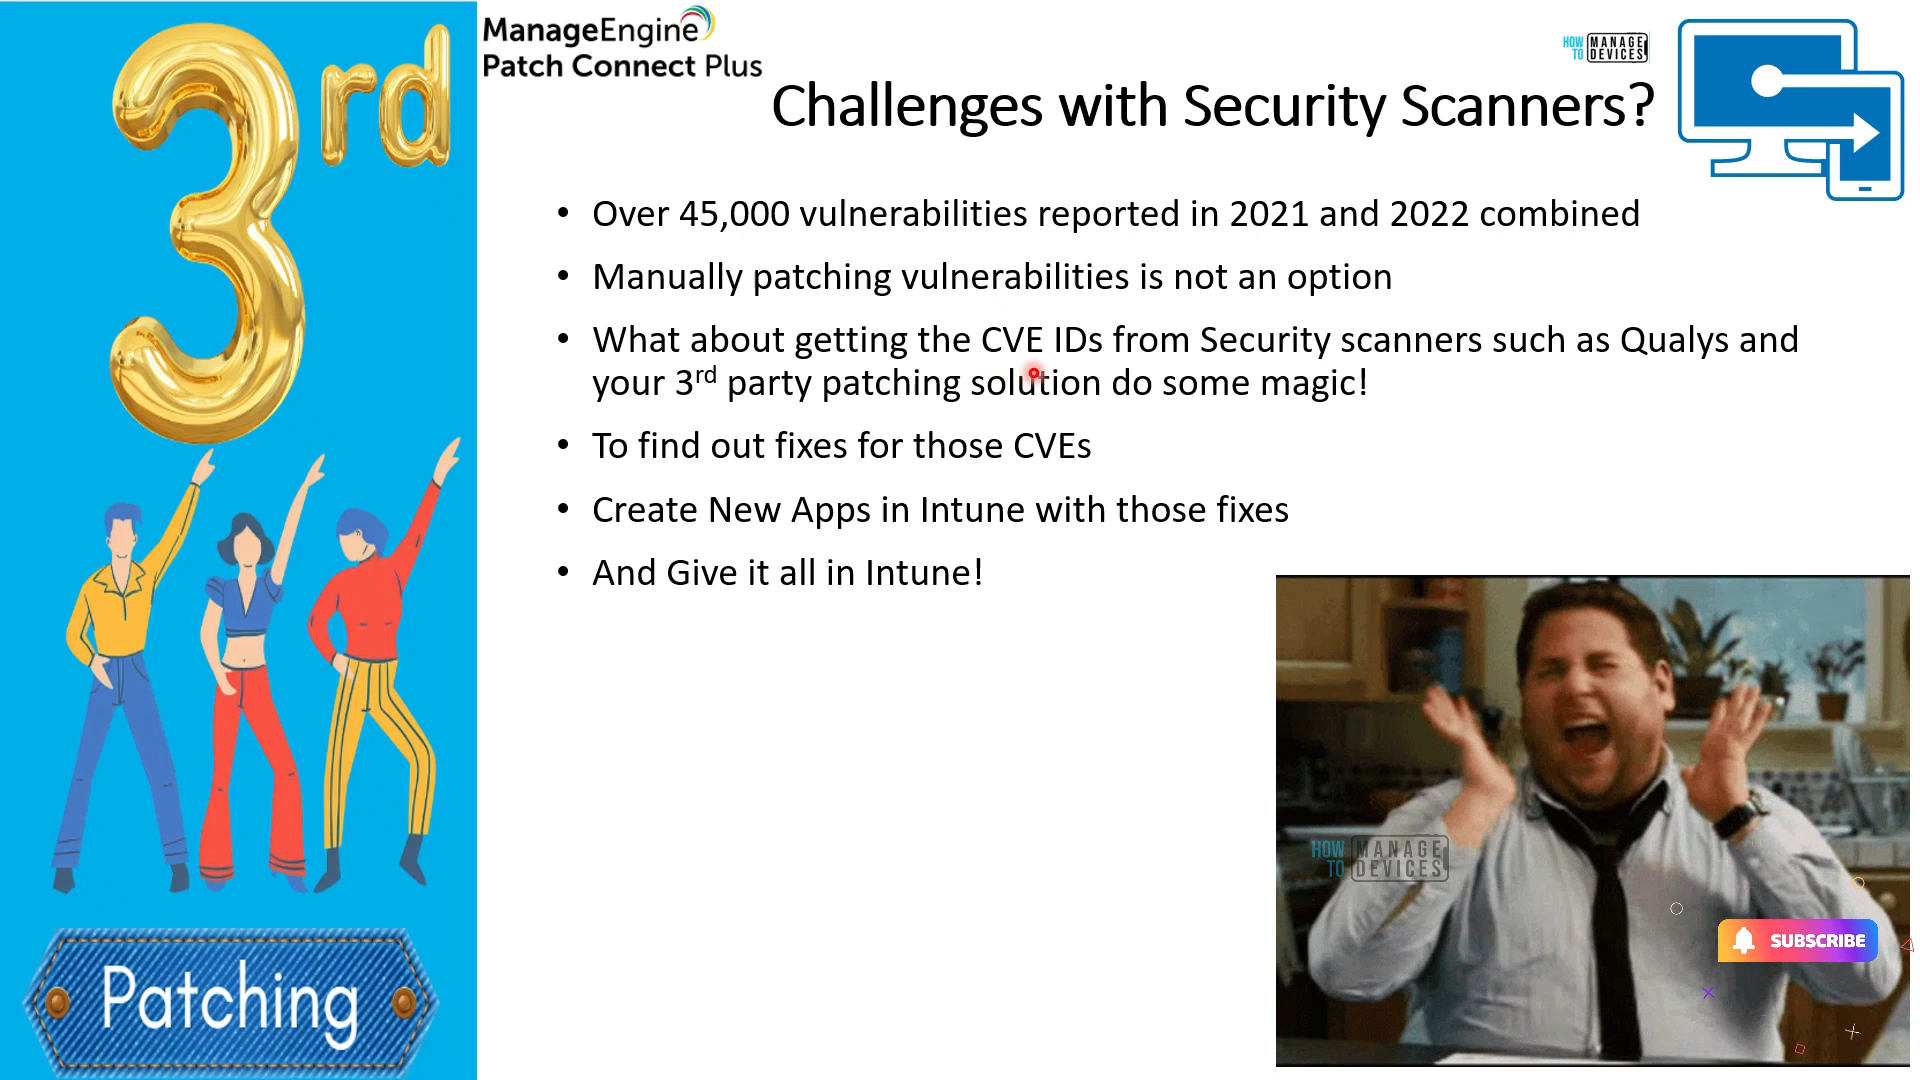 3rd
ManageEngine
Patch Connect Plus
HOW TO MANAGE DEVICES
Challenges with Security Scanners?
• Over 45,000 vulnerabilities reported in 2021 and 2022 combined
• Manually patching vulnerabilities is not an option
• What about getting the CVE IDs from Security scanners such as Qualys and
your 3rd party patching solution do some magic!
• To find out fixes for those CVEs
• Create New Apps in Intune with those fixes
• And Give it all in Intune!
HOW TO MANAGE DEVICES
SUBSCRIBE
Patching